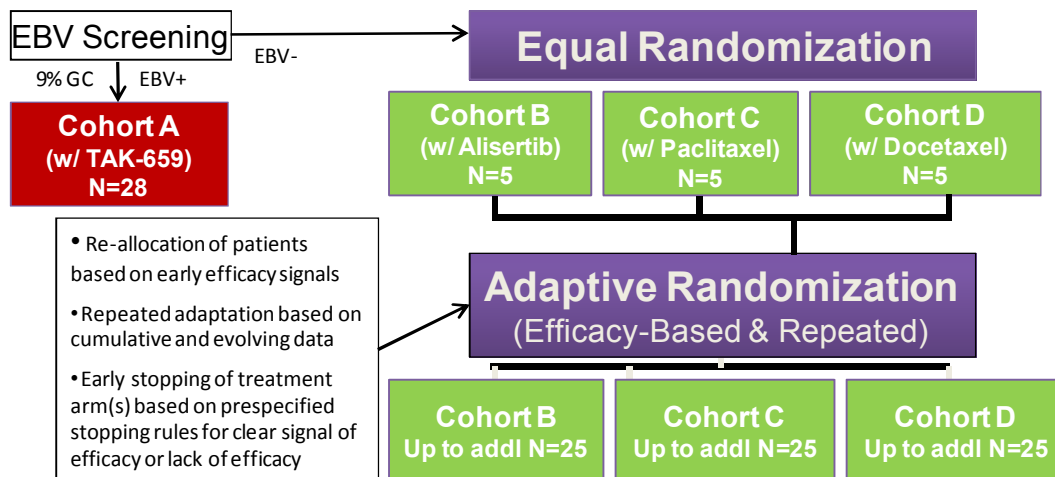 EBV Screening
EBV-
9% GC
EBV+
Cohort A
(w/ TAK-659)
N=28
Equal Randomization
Cohort B
(w/ Alisertib)
N=5
Cohort C
(w/ Paclitaxel)
N=5
Cohort D
(w/ Docetaxel)
N=5
• Re-allocation of patients
based on early efficacy signals
•Repeated adaptation based on
cumulative and evolving data
•Early stopping of treatment
arm(s) based on prespecified
stopping rules for clear signal of
efficacy or lack of efficacy
Adaptive Randomization
(Efficacy-Based & Repeated)
Cohort B
Up to addl N=25
Cohort C
Up to addl N=25
Cohort D
Up to addl N=25